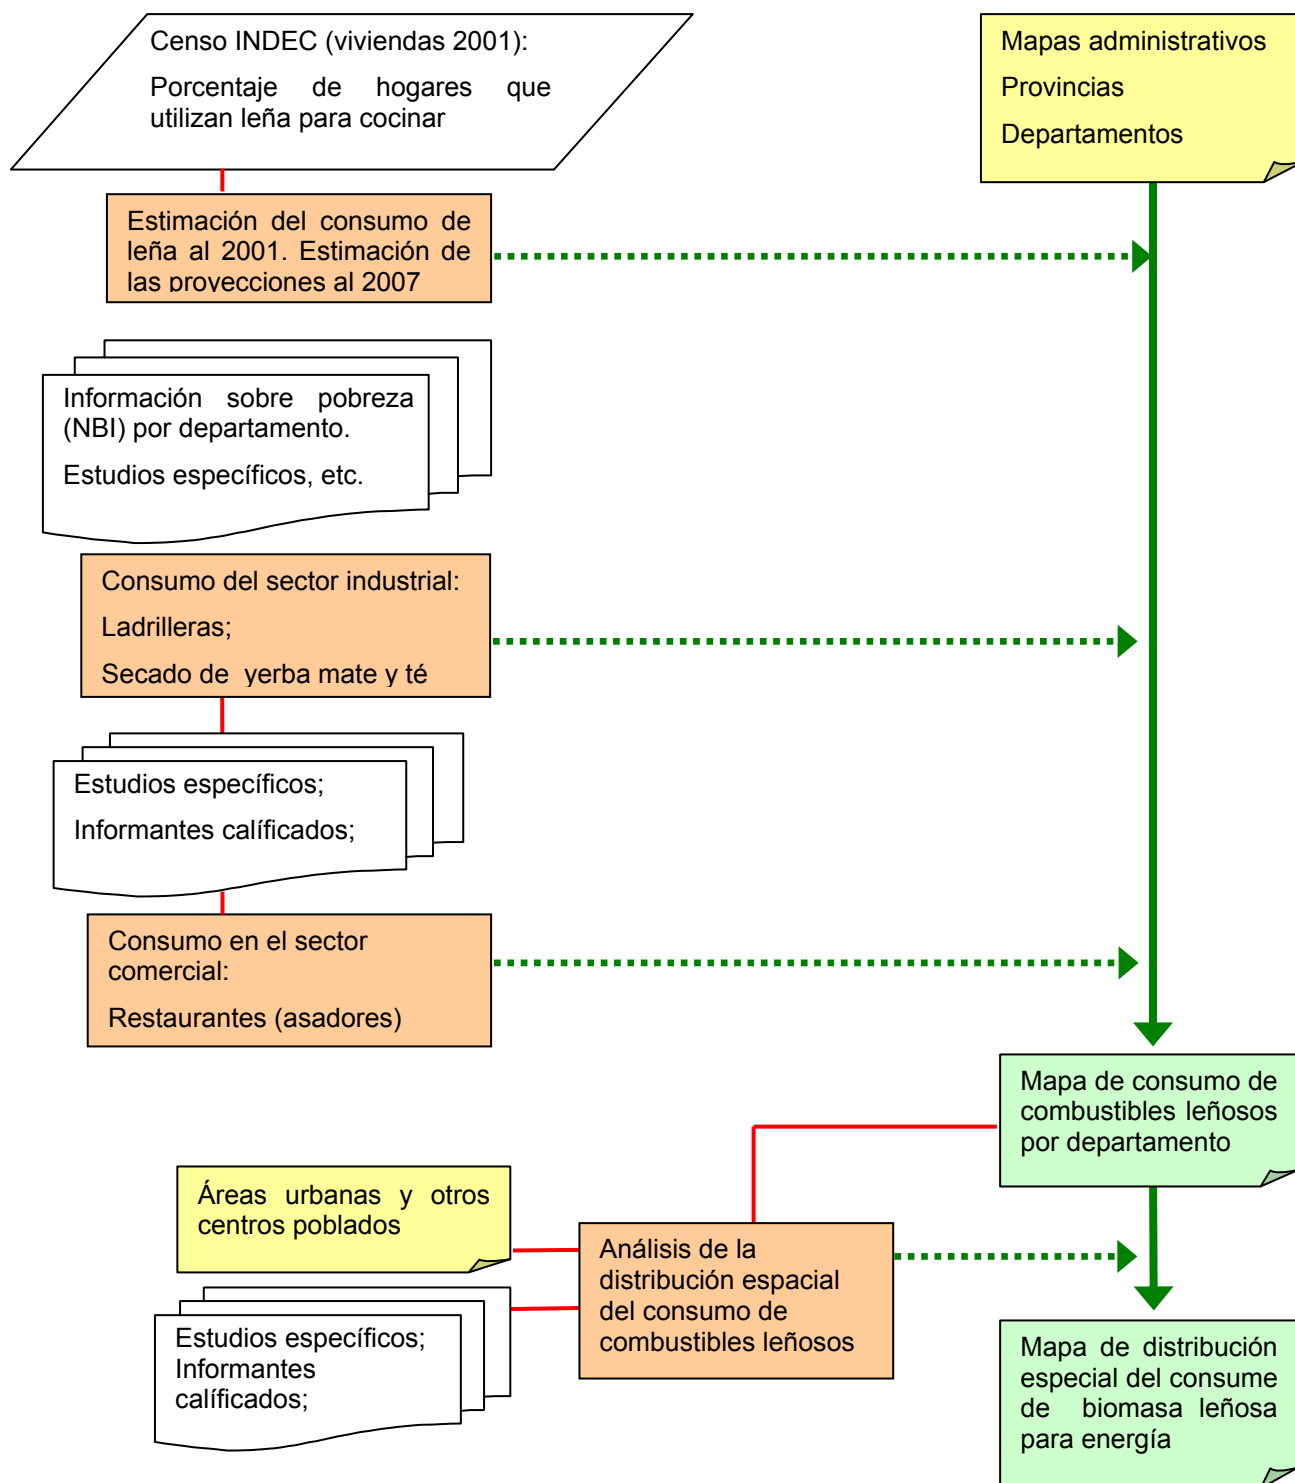 Censo INDEC (viviendas 2001):
Porcentaje de hogares que
utilizan leña para cocinar
Mapas administrativos
Provincias
Departamentos
Estimación del consumo de
leña al 2001. Estimación de
las proyecciones al 2007
Información sobre pobreza
(NBI) por departamento.
Estudios específicos, etc.
Consumo del sector industrial:
Ladrilleras;
Secado de yerba mate y té
Estudios específicos;
Informantes calíficados;
Consumo en el sector
comercial:
Restaurantes (asadores)
Mapa de consumo de
combustibles leñosos
por departamento
Áreas urbanas y otros
centros poblados
Análisis de la
distribución espacial
del consumo de
combustibles leñosos
Estudios específicos;
Informantes
calíficados;
Mapa de distribución
especial del consume
de biomasa leñosa
para energía